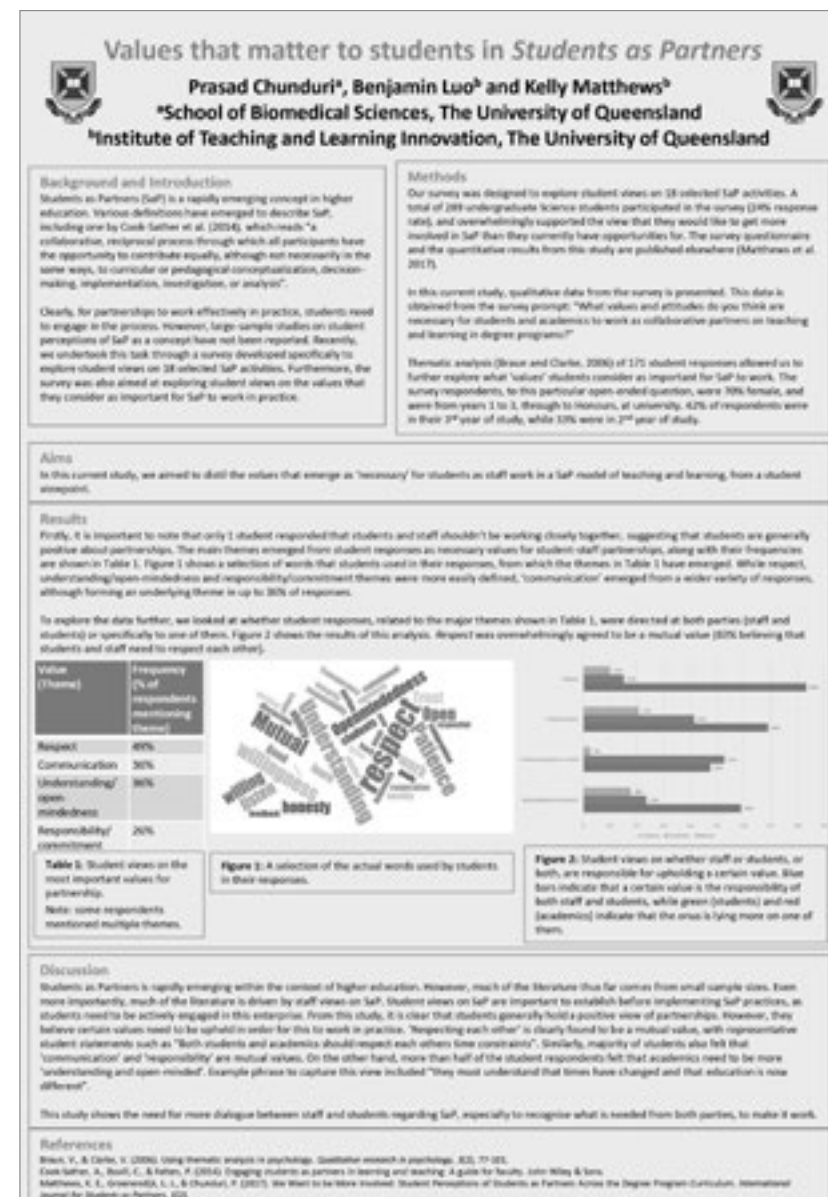 Values that matter to students in Students as Partners
Prasad Chunduriᵃ, Benjamin Luoᵇ and Kelly Matthewsᵇ
ᵃSchool of Biomedical Sciences, The University of Queensland
ᵇInstitute of Teaching and Learning Innovation, The University of Queensland
Background and Introduction
Students as Partners (SaP) is a rapidly emerging concept in higher
education. Various definitions have emerged to describe SaP,
including one by Cook-Sather et al. (2014), which reads "a
collaborative, reciprocal process through which all participants have
the opportunity to contribute equally, although not necessarily in the
same ways, to curricular or pedagogical conceptualization, decision-
making, implementation, investigation, or analysis".
Clearly, for partnerships to work effectively in practice, students need
to engage in the process. However, large-sample studies on student
perceptions of SaP as a concept have not been reported. Recently,
we undertook this task through a survey developed specifically to
explore student views on 18 selected SaP activities. Furthermore, the
survey was also aimed at exploring student views on the values that
they consider as important for SaP to work in practice.
Methods
Our survey was designed to explore student views on 18 selected SaP activities. A
total of 289 undergraduate Science students participated in the survey (24% response
rate), and overwhelmingly supported the view that they would like to get more
involved in SaP than they currently have opportunities for. The survey questionnaire
and the quantitative results from this study are published elsewhere (Matthews et al.
2017).
In this current study, qualitative data from the survey is presented. This data is
obtained from the survey prompt: "What values and attitudes do you think are
necessary for students and academics to work as collaborative partners on teaching
and learning in degree programs?"
Thematic analysis (Braun and Clarke, 2006) of 171 student responses allowed us to
further explore what 'values' students consider as important for SaP to work. The
survey respondents, to this particular open-ended question, were 70% female, and
were from years 1 to 3, through to Honours, at university. 42% of respondents were
in their 3rd year of study, while 33% were in 2nd year of study.
Aims
In this current study, we aimed to distil the values that emerge as 'necessary' for students as staff work in a SaP model of teaching and learning, from a student
viewpoint.
Results
Firstly, it is important to note that only 1 student responded that students and staff shouldn't be working closely together, suggesting that students are generally
positive about partnerships. The main themes emerged from student responses as necessary values for student-staff partnerships, along with their frequencies
are shown in Table 1. Figure 1 shows a selection of words that students used in their responses, from which the themes in Table 1 have emerged. While respect,
understanding/open-mindedness and responsibility/commitment themes were more easily defined, 'communication' emerged from a wider variety of responses,
although forming an underlying theme in up to 36% of responses.
To explore the data further, we looked at whether student responses, related to the major themes shown in Table 1, were directed at both parties (staff and
students) or specifically to one of them. Figure 2 shows the results of this analysis. Respect was overwhelmingly agreed to be a mutual value (83% believing that
students and staff need to respect each other).
Value (Theme) Frequency (% of respondents mentioning theme)
Respect 49%
Communication 36%
Understanding/ open mindedness 36%
Responsibility/ commitment 26%
Openmindedness
Trust
Open
Mutual
Understanding
respect
Patience
willingness
willing
listen
honesty
feedback
Table 1: Student views on the
most important values for
partnership.
Note: some respondents
mentioned multiple themes.
Figure 1: A selection of the actual words used by students
in their responses.
Figure 2: Student views on whether staff or students, or
both, are responsible for upholding a certain value. Blue
bars indicate that a certain value is the responsibility of
both staff and students, while green (students) and red
(academics) indicate that the onus is lying more on one of
them.
Discussion
Students as Partners is rapidly emerging within the context of higher education. However, much of the literature thus far comes from small sample sizes. Even
more importantly, much of the literature is driven by staff views on SaP. Student views on SaP are important to establish before implementing SaP practices, as
students need to be actively engaged in this enterprise. From this study, it is clear that students generally hold a positive view of partnerships. However, they
believe certain values need to be upheld in order for this to work in practice. 'Respecting each other' is clearly found to be a mutual value, with representative
student statements such as "Both students and academics should respect each others time constraints". Similarly, majority of students also felt that
'communication' and 'responsibility' are mutual values. On the other hand, more than half of the student respondents felt that academics need to be more
'understanding and open-minded'. Example phrase to capture this view included "they must understand that times have changed and that education is now
different".
This study shows the need for more dialogue between staff and students regarding SaP, especially to recognise what is needed from both parties, to make it work.
References
Braun, V., & Clarke, V. (2006). Using thematic analysis in psychology. Qualitative research in psychology, 3(2), 77-101.
Cook-Sather, A., Bovill, C., & Felten, P. (2014). Engaging students as partners in learning and teaching: A guide for faculty. John Wiley & Sons.
Matthews, K. E., Groenendijk, L. J., & Chunduri, P. (2017). We Want to be More Involved: Student Perceptions of Students as Partners Across the Degree Program Curriculum. International
Journal for Students as Partners, 1(2).